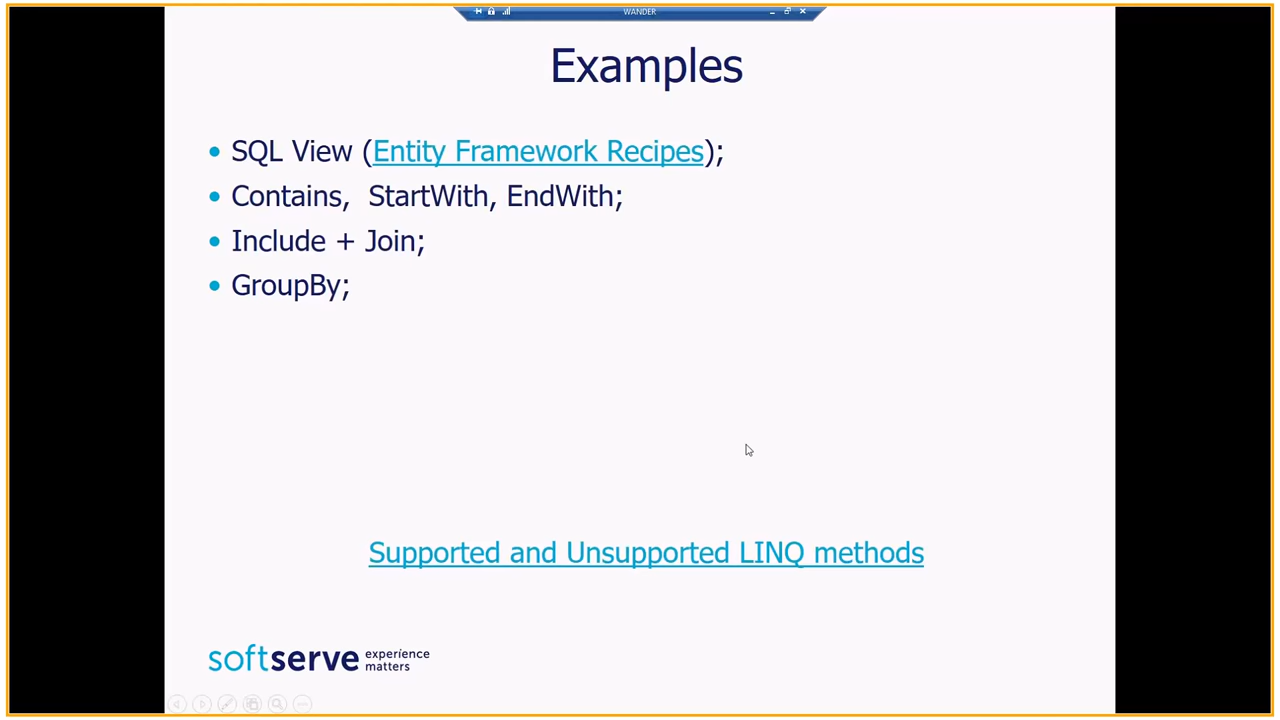 WANDER
Examples
SQL View (Entity Framework Recipes);
Contains,  StartWith, EndWith;
Include + Join;
GroupBy;
Supported and Unsupported LINQ methods
softserve experience
matters